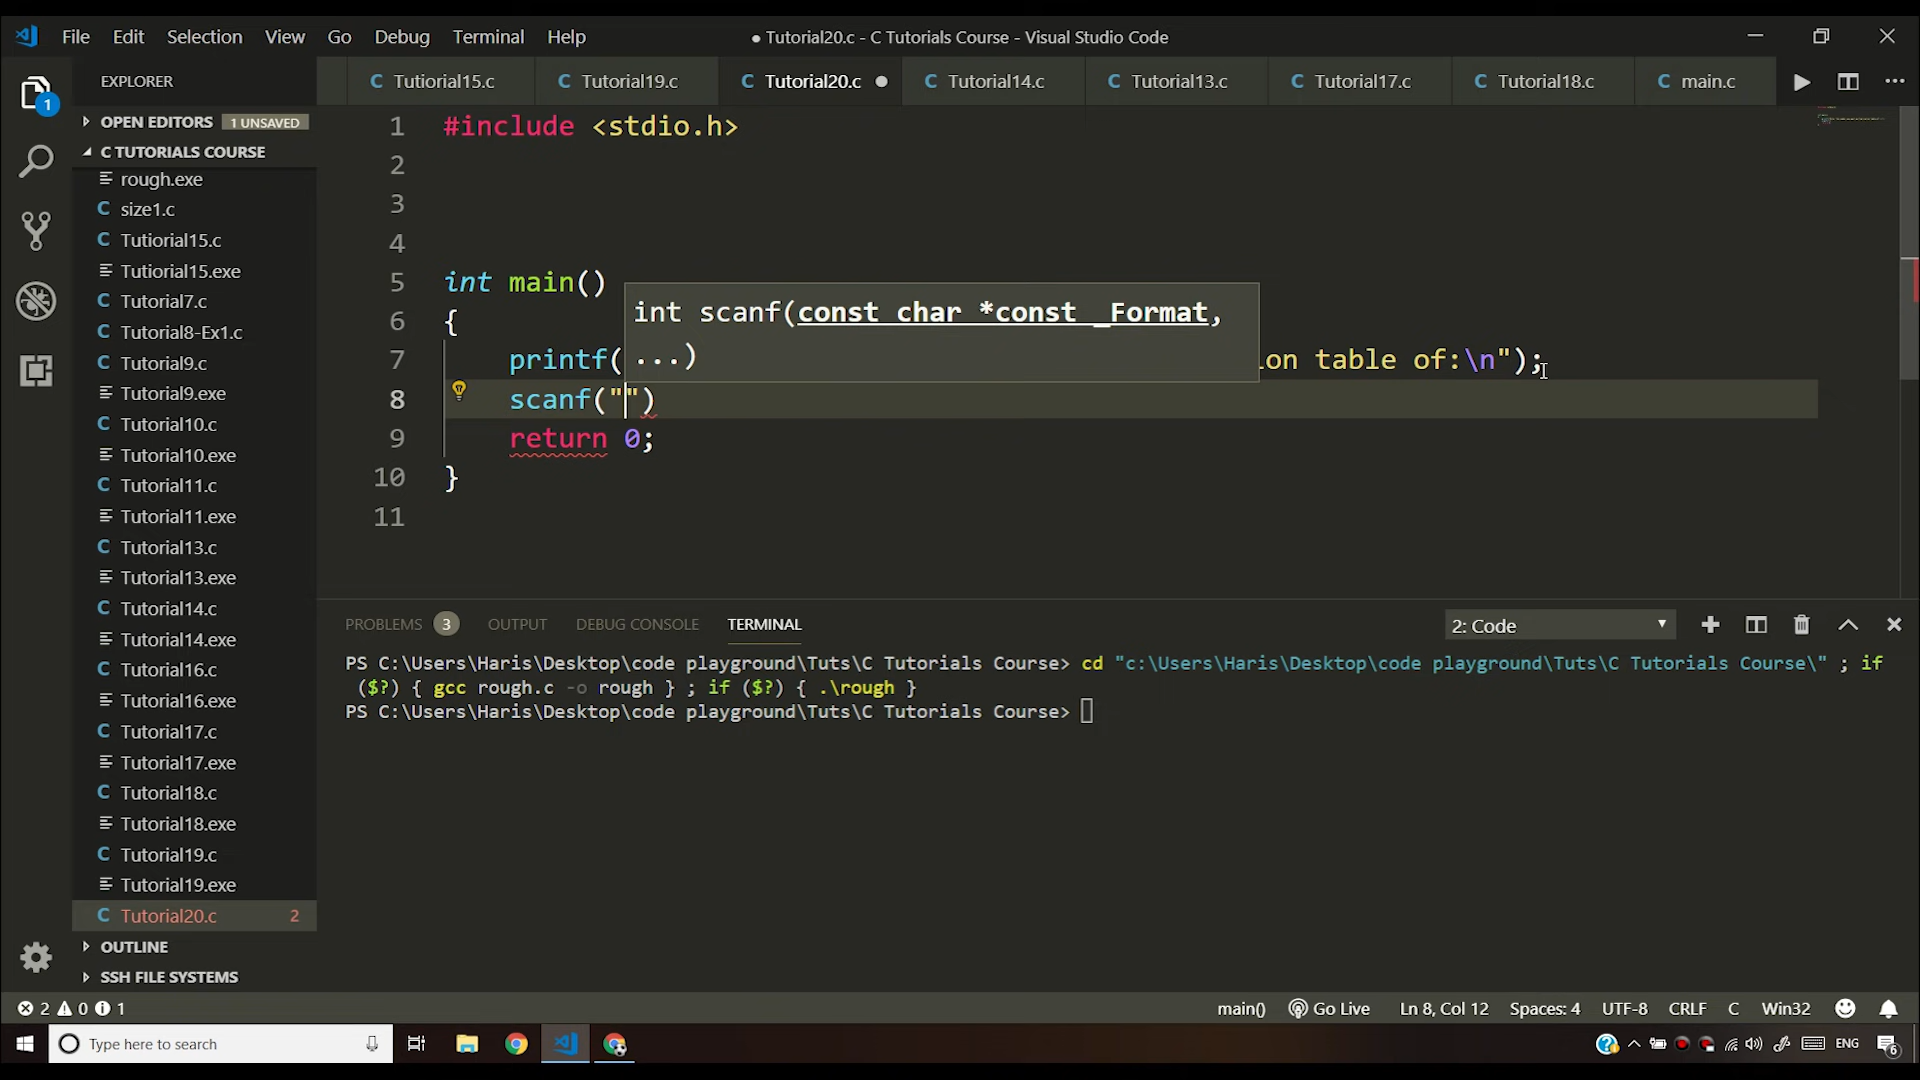 File Edit Selection View Go Debug Terminal Help
● Tutorial20.c - C Tutorials Course - Visual Studio Code
EXPLORER
C Tutiorial15.c C Tutorial19.c C Tutorial20.c ● C Tutorial14.c C Tutorial13.c C Tutorial17.c C Tutorial18.c C main.c
1
OPEN EDITORS 1 UNSAVED
C TUTORIALS COURSE
rough.exe
C size1.c
C Tutiorial15.c
Tutiorial15.exe
C Tutorial7.c
C Tutorial8-Ex1.c
C Tutorial9.c
Tutorial9.exe
C Tutorial10.c
Tutorial10.exe
C Tutorial11.c
Tutorial11.exe
C Tutorial13.c
Tutorial13.exe
C Tutorial14.c
Tutorial14.exe
C Tutorial16.c
Tutorial16.exe
C Tutorial17.c
Tutorial17.exe
C Tutorial18.c
Tutorial18.exe
C Tutorial19.c
Tutorial19.exe
C Tutorial20.c 2
OUTLINE
SSH FILE SYSTEMS
1 #include <stdio.h>
2
3
4
5 int main()
int scanf(const char *const _Format,
...)
6 {
7 printf( on table of:\n");
8 scanf("")
9 return 0;
10 }
11
PROBLEMS 3 OUTPUT DEBUG CONSOLE TERMINAL 2: Code
PS C:\Users\Haris\Desktop\code playground\Tuts\C Tutorials Course> cd "c:\Users\Haris\Desktop\code playground\Tuts\C Tutorials Course\" ; if
($?) { gcc rough.c -o rough } ; if ($?) { .\rough }
PS C:\Users\Haris\Desktop\code playground\Tuts\C Tutorials Course>
2 0 1 main() Go Live Ln 8, Col 12 Spaces: 4 UTF-8 CRLF C Win32
Type here to search ENG 6